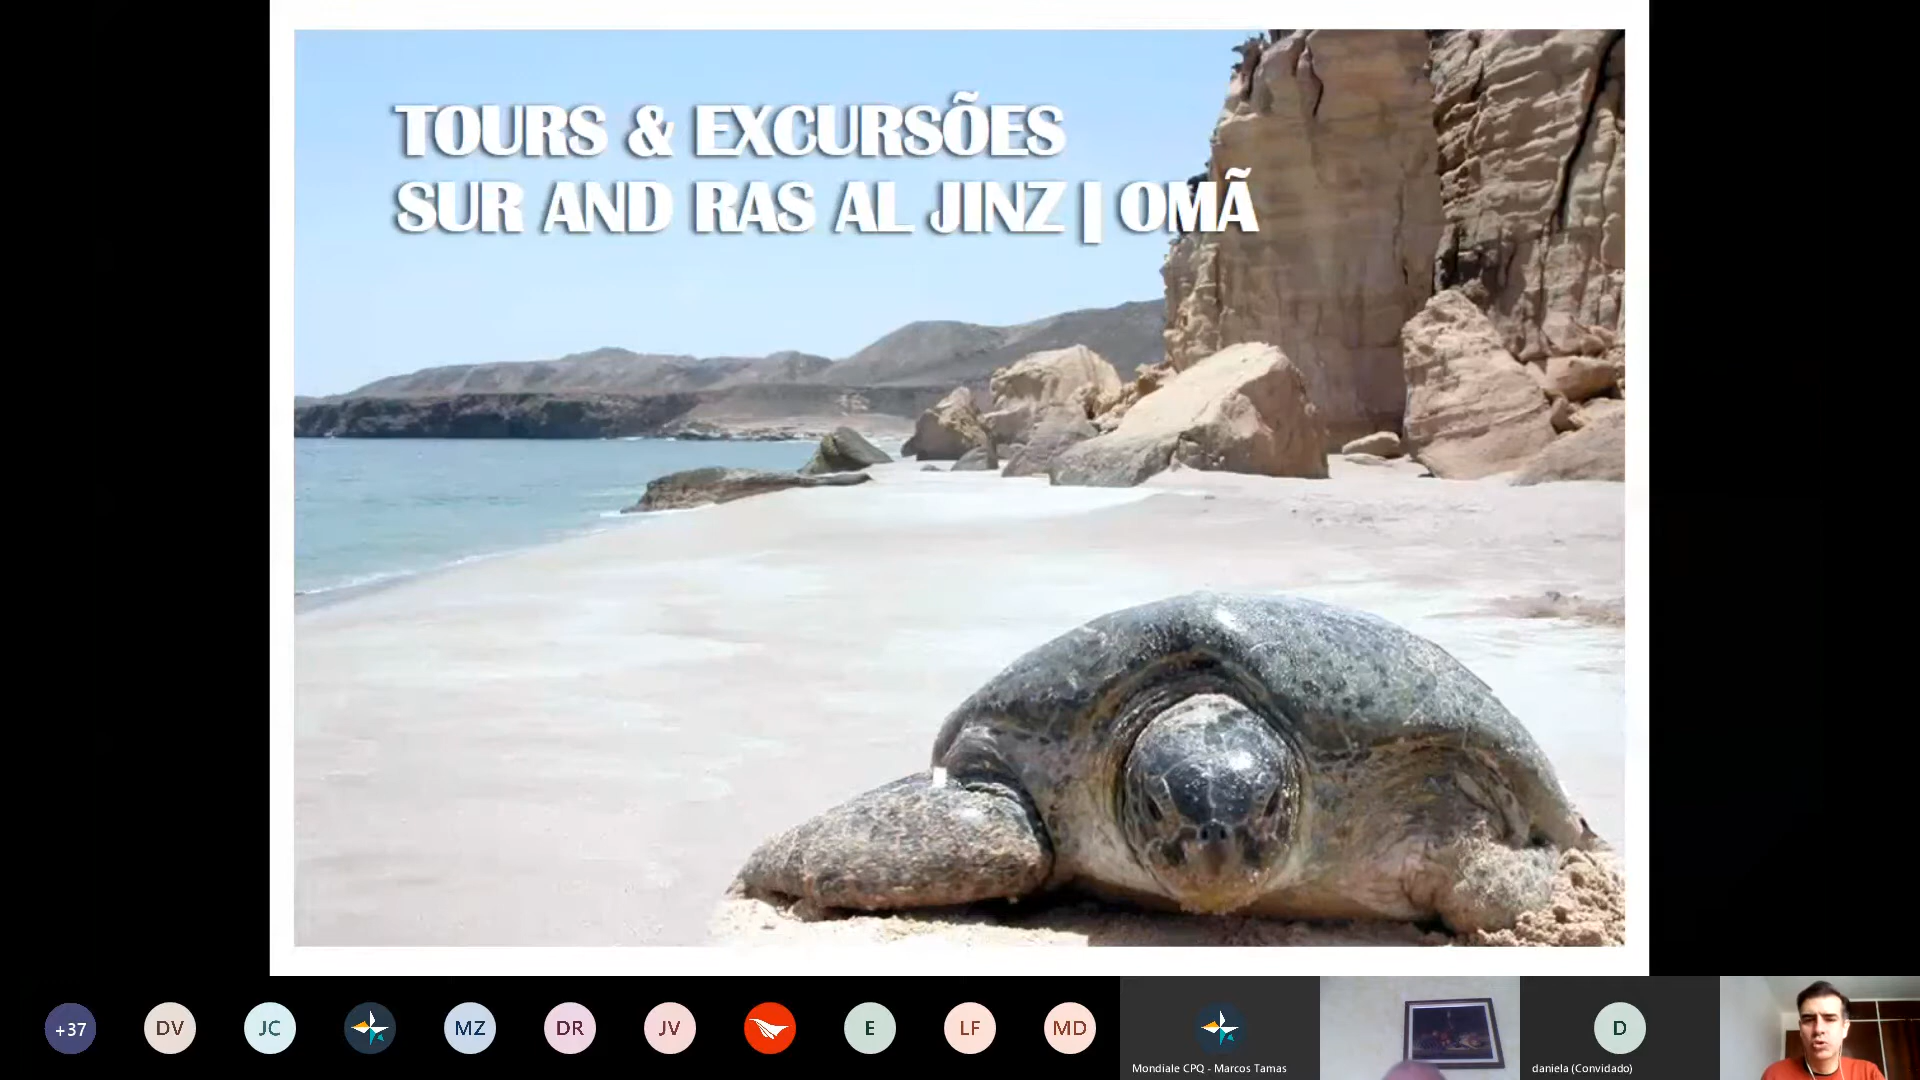 TOURS & EXCURSÕES
SUR AND RAS AL JINZ | OMÃ
+37
DV
JC
MZ
DR
JV
E
LF
MD
Mondiale CPQ - Marcos Tamas
D
daniela (Convidado)